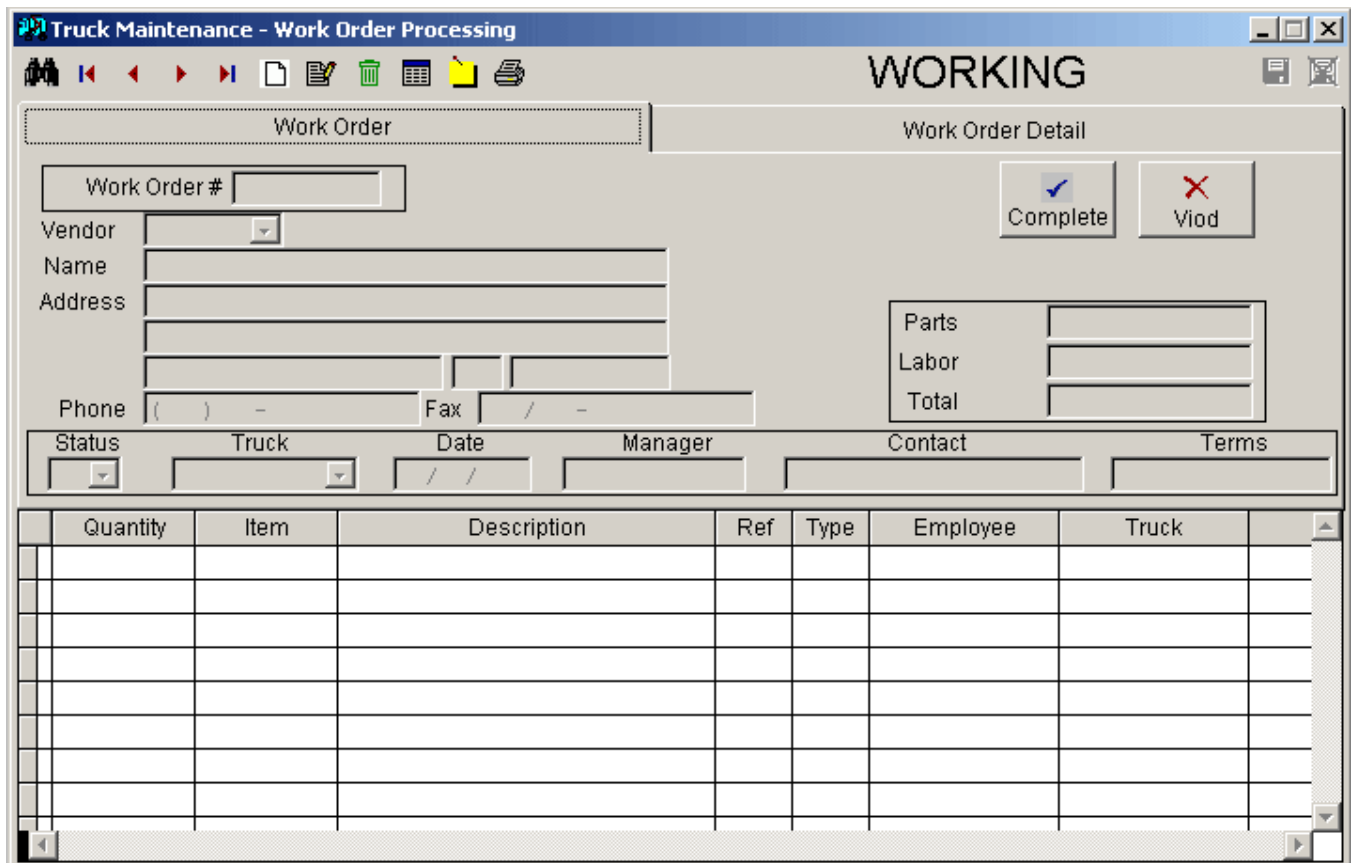 Truck Maintenance - Work Order Processing
WORKING
Work Order
Work Order Detail
Work Order #
Complete
Viod
Vendor
Name
Address
Parts
Labor
Total
Phone ( ) - Fax / -
Status Truck Date Manager Contact Terms
/ /
Quantity Item Description Ref Type Employee Truck